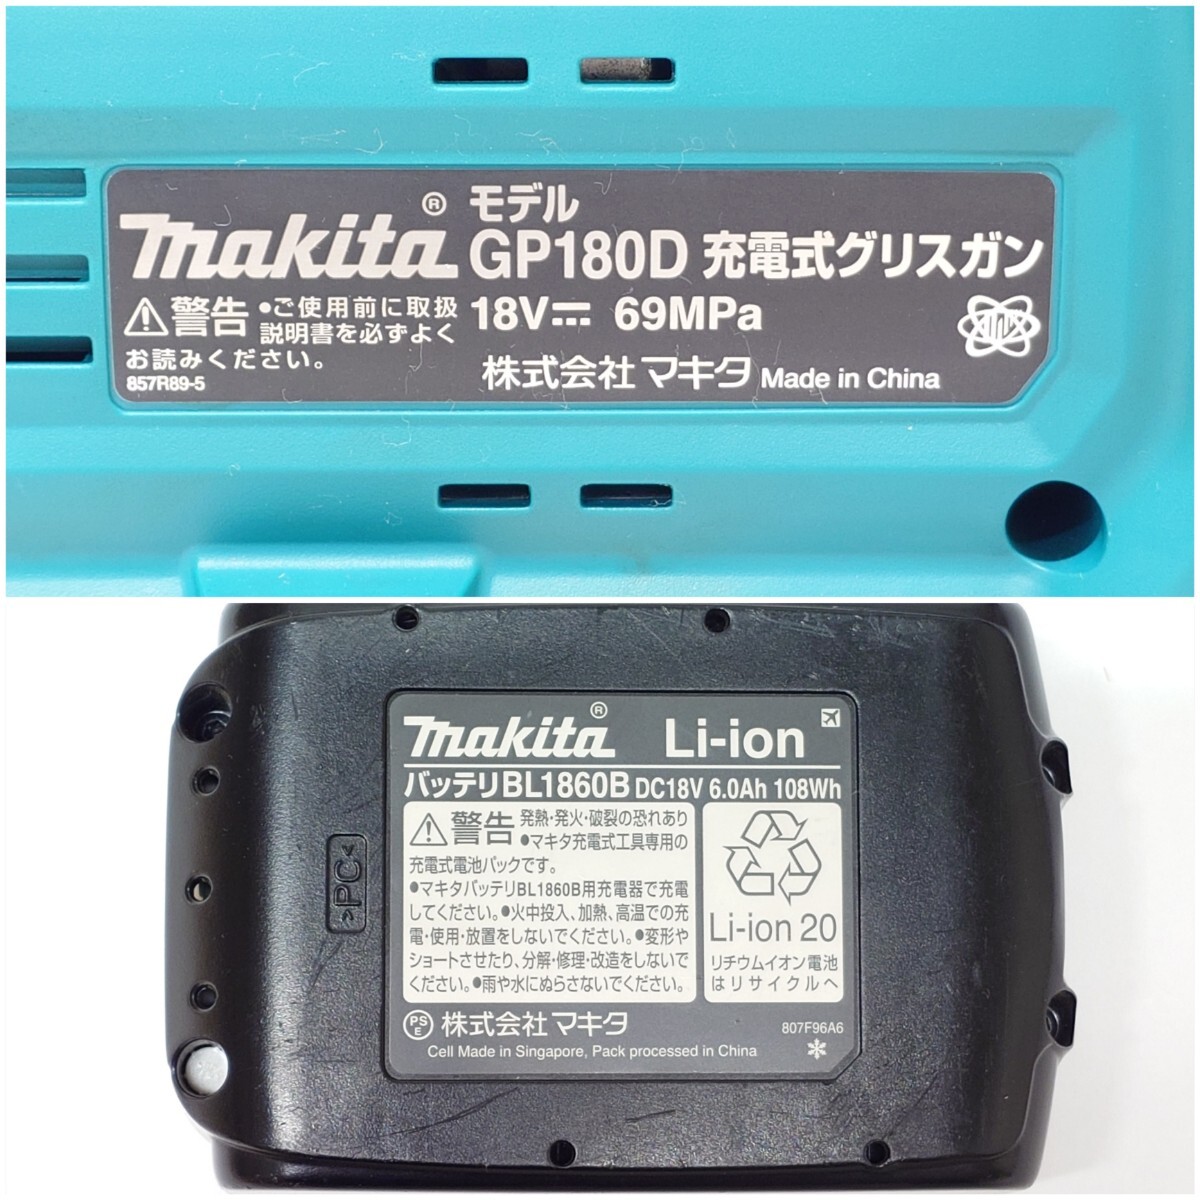 makita® モデル
GP180D 充電式グリスガン
⚠警告 •ご使用前に取扱
説明書を必ずよく
お読みください。
857R89-5
18V⎓ 69MPa
株式会社 マキタ Made in China
makita® Li-ion
バッテリBL1860B DC18V 6.0Ah 108Wh
⚠警告 発熱・発火・破裂の恐れあり
●マキタ充電式工具専用の
充電式電池パックです。
●マキタバッテリBL1860B用充電器で充電
してください。●火中投入、加熱、高温での充
電・使用・放置をしないでください。●変形や
ショートさせたり、分解・修理・改造をしないで
ください。●雨や水にぬらさないでください。
Li-ion 20
リチウムイオン電池
はリサイクルへ
PSE 株式会社 マキタ
807F96A6
Cell Made in Singapore, Pack processed in China
>PC<